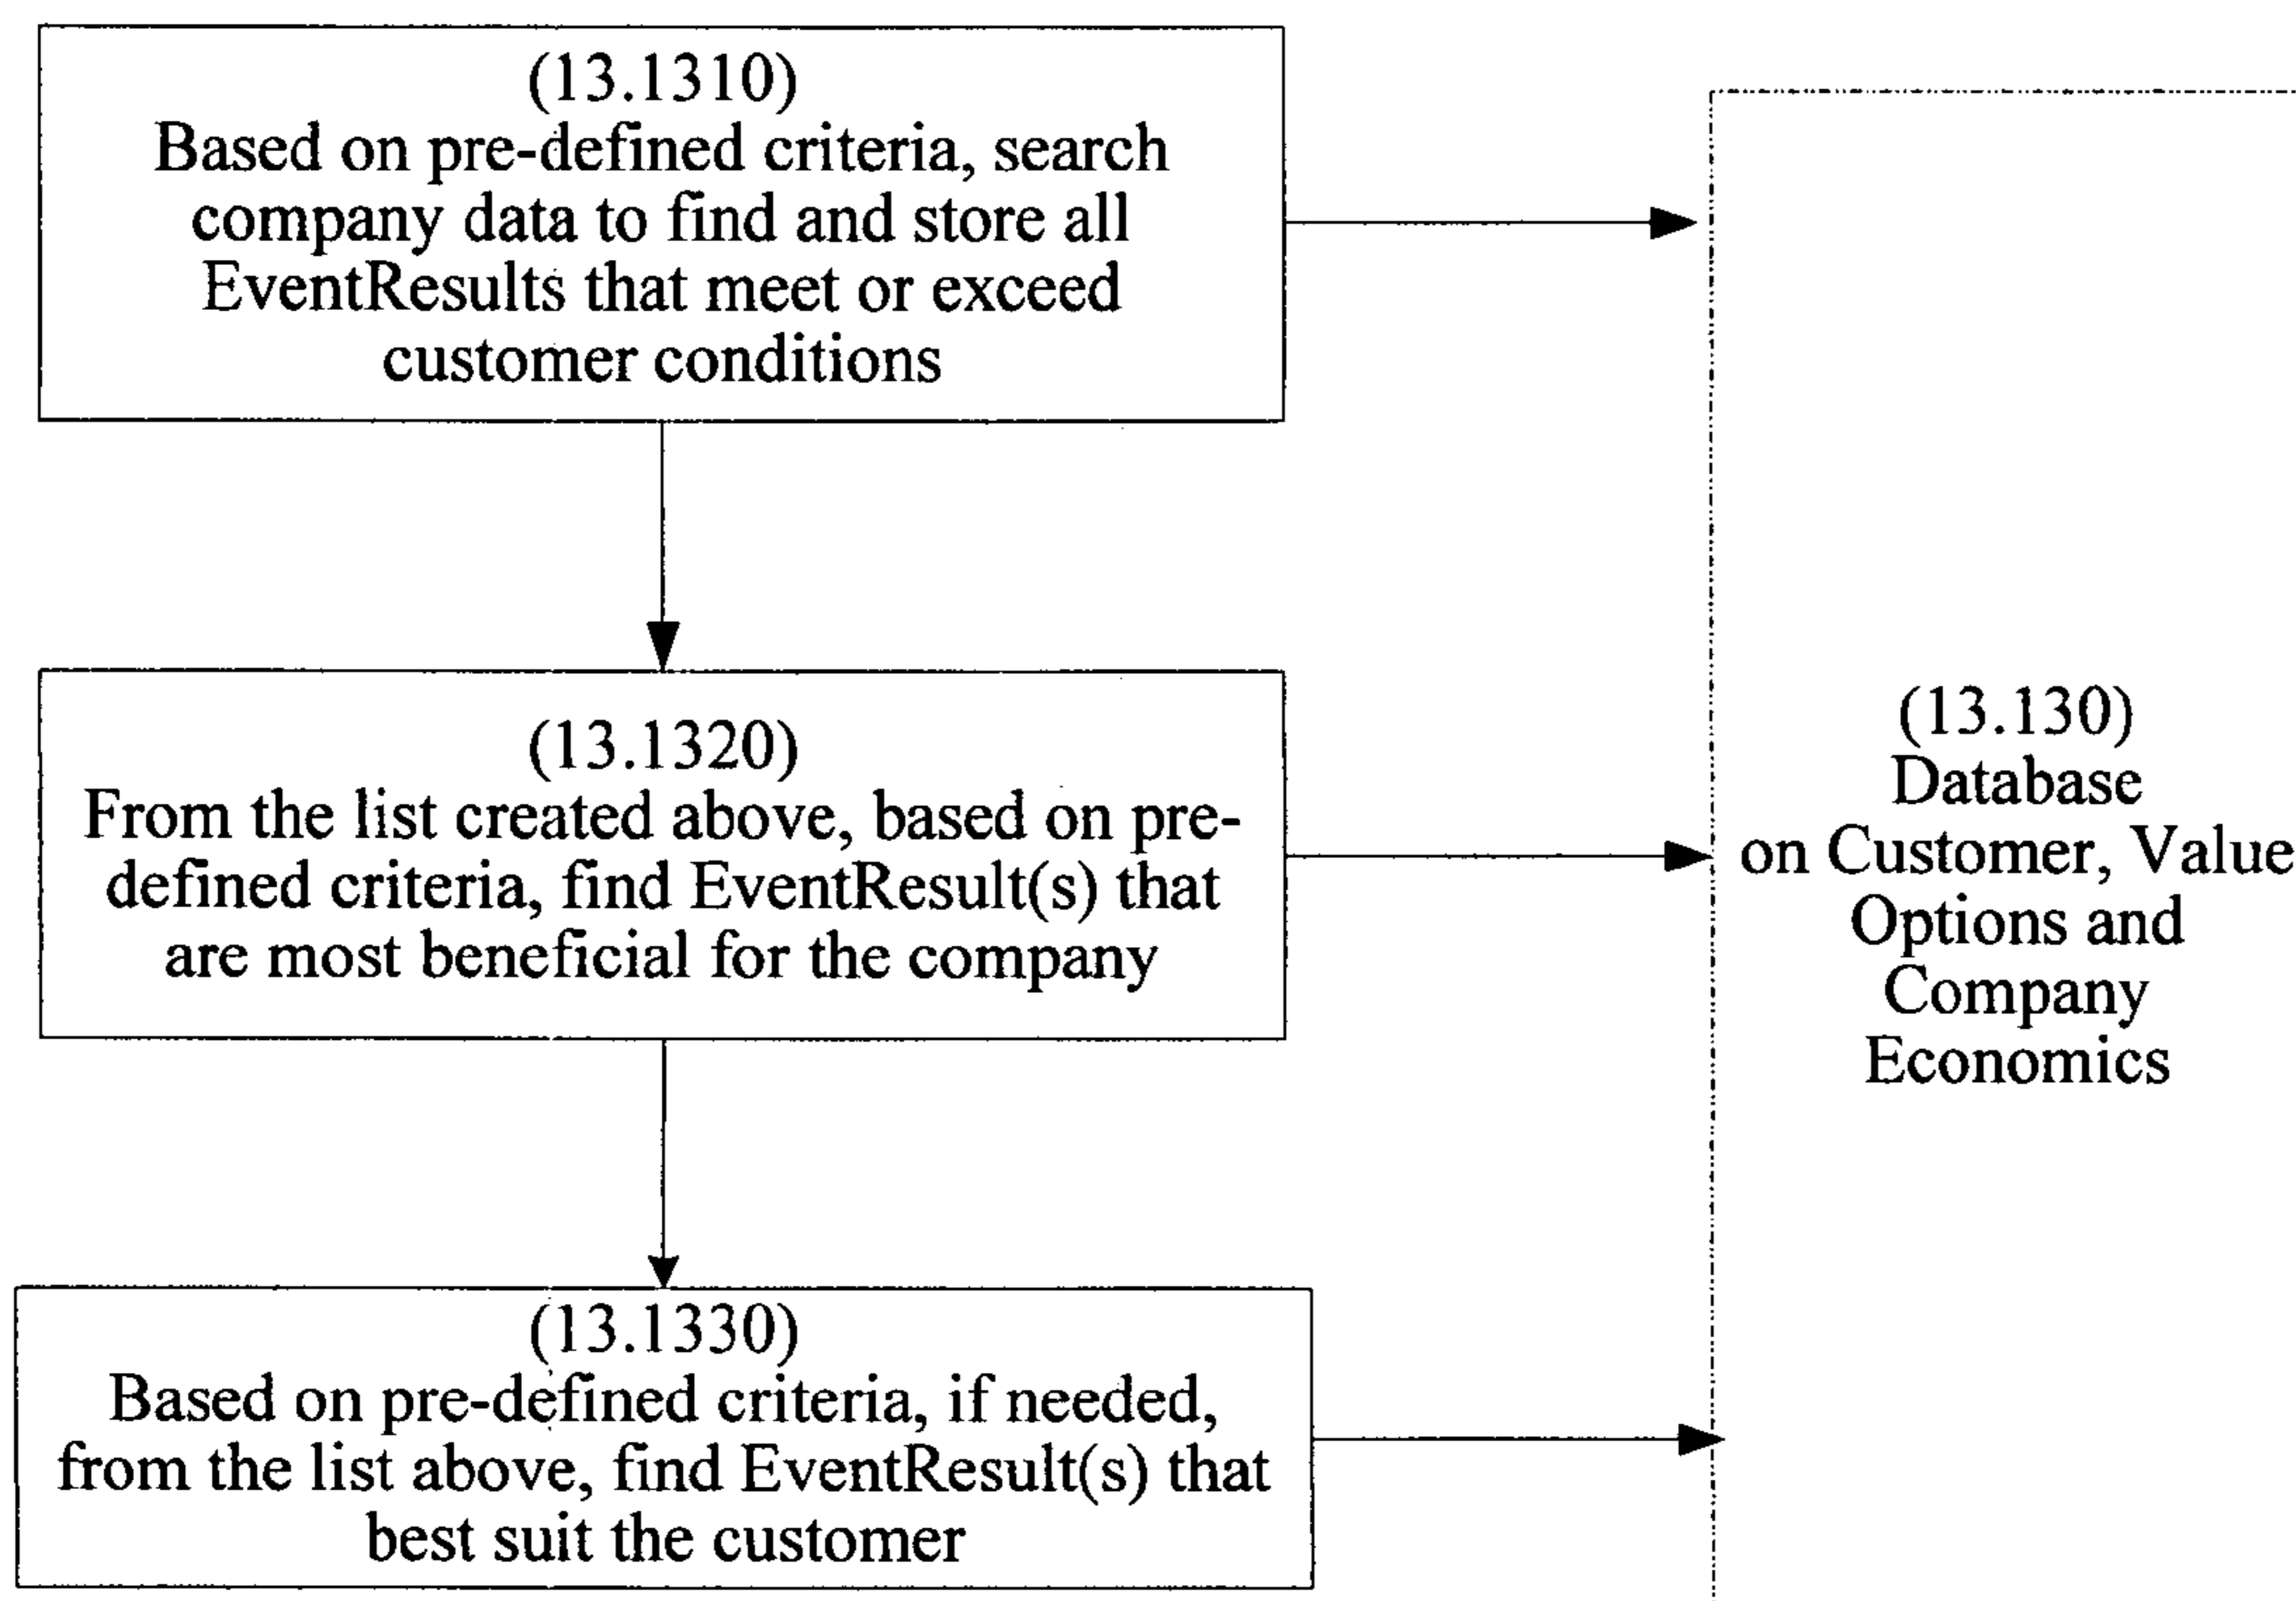 (13.1310)
Based on pre-defined criteria, search
company data to find and store all
EventResults that meet or exceed
customer conditions
(13.1320)
From the list created above, based on pre-
defined criteria, find EventResult(s) that
are most beneficial for the company
(13.1330)
Based on pre-defined criteria, if needed,
from the list above, find EventResult(s) that
best suit the customer
(13.130)
Database
on Customer, Value
Options and
Company
Economics